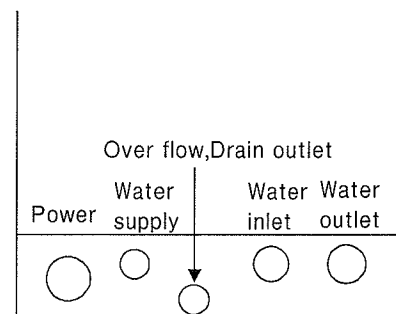 Over flow,Drain outlet
Power
Water
supply
Water
inlet
Water
outlet